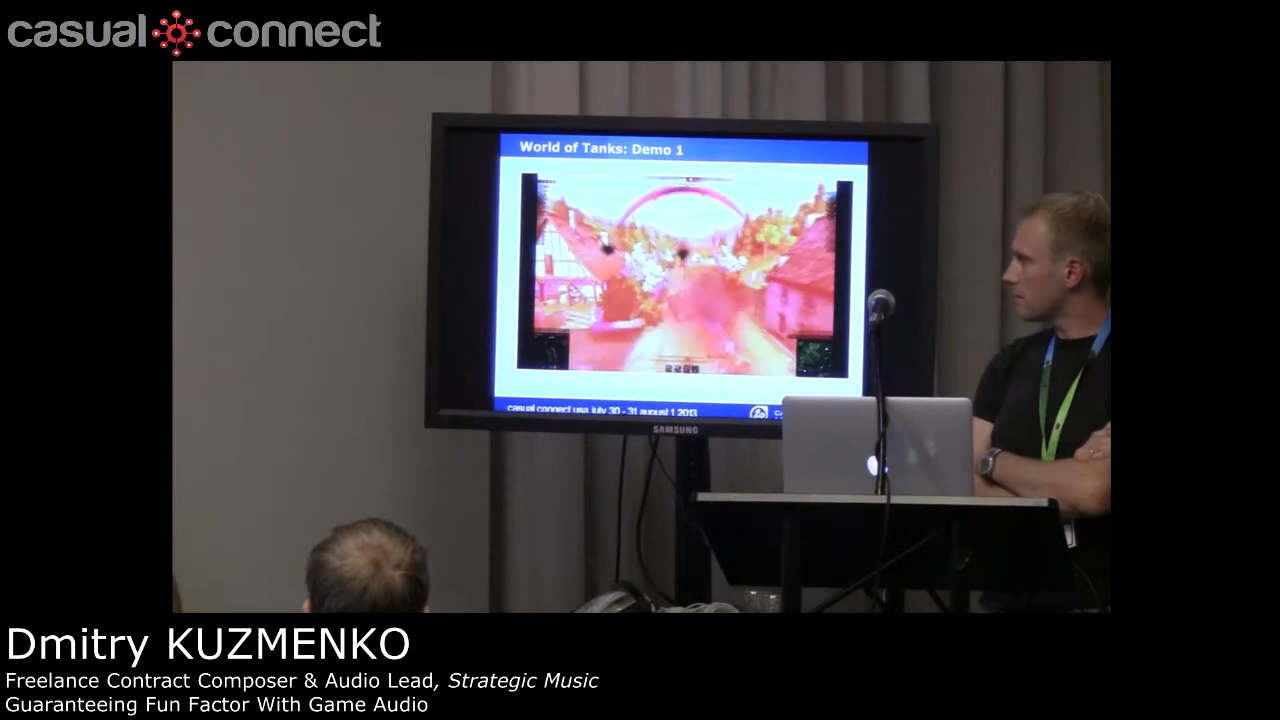 casual connect
World of Tanks: Demo 1
casual connect usa july 30 - 31 august 1 2013
SAMSUNG
Dmitry KUZMENKO
Freelance Contract Composer & Audio Lead, Strategic Music
Guaranteeing Fun Factor With Game Audio